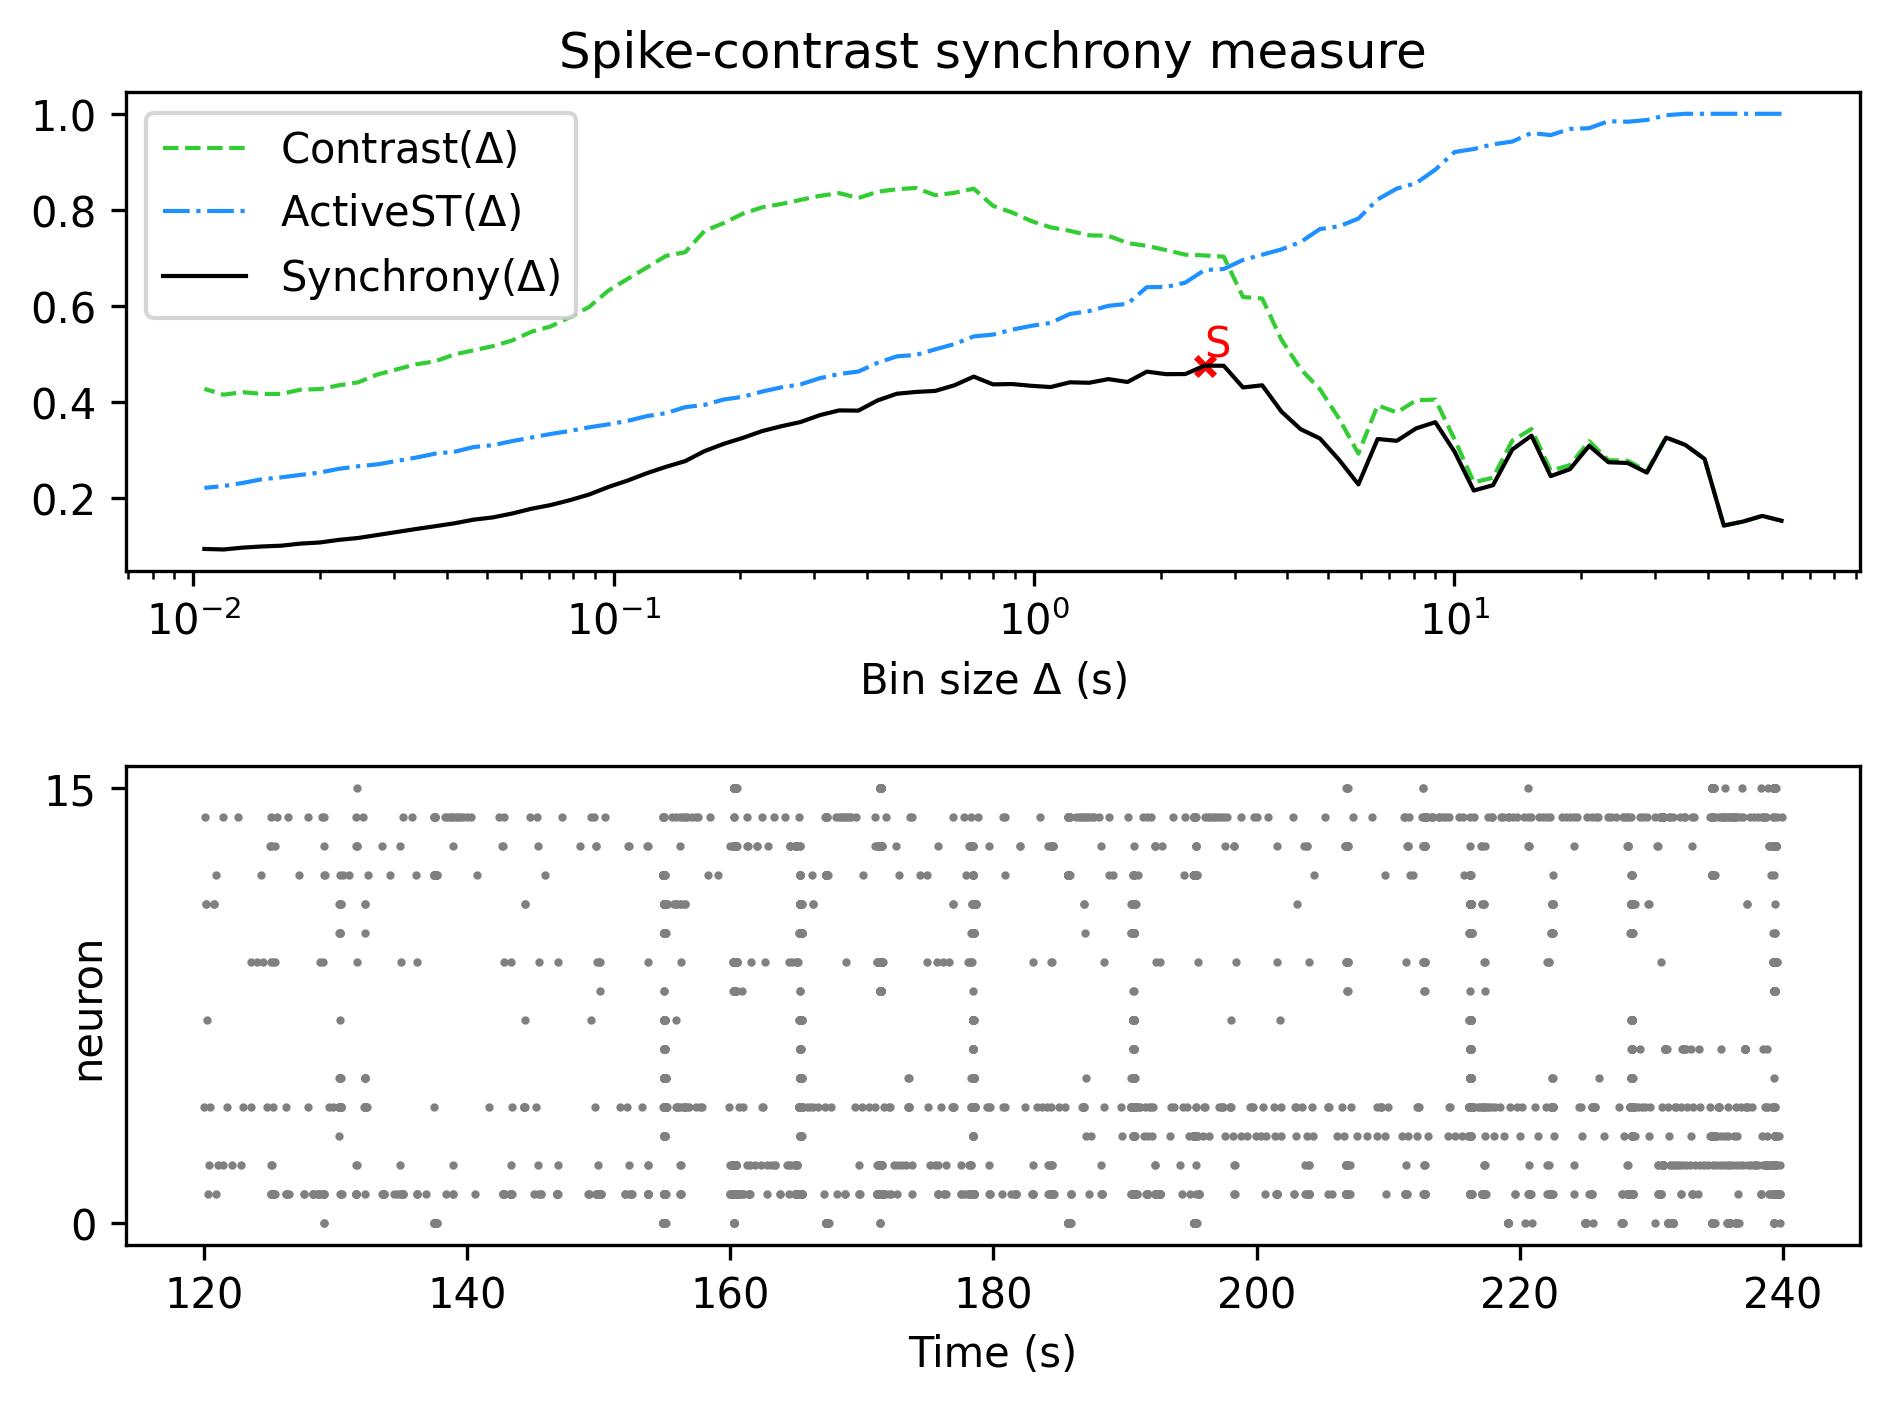 Spike-contrast synchrony measure
1.0
0.8
0.6
0.4
0.2
Contrast(Δ)
ActiveST(Δ)
Synchrony(Δ)
S
10⁻² 10⁻¹ 10⁰ 10¹
Bin size Δ (s)
15
0
neuron
120 140 160 180 200 220 240
Time (s)